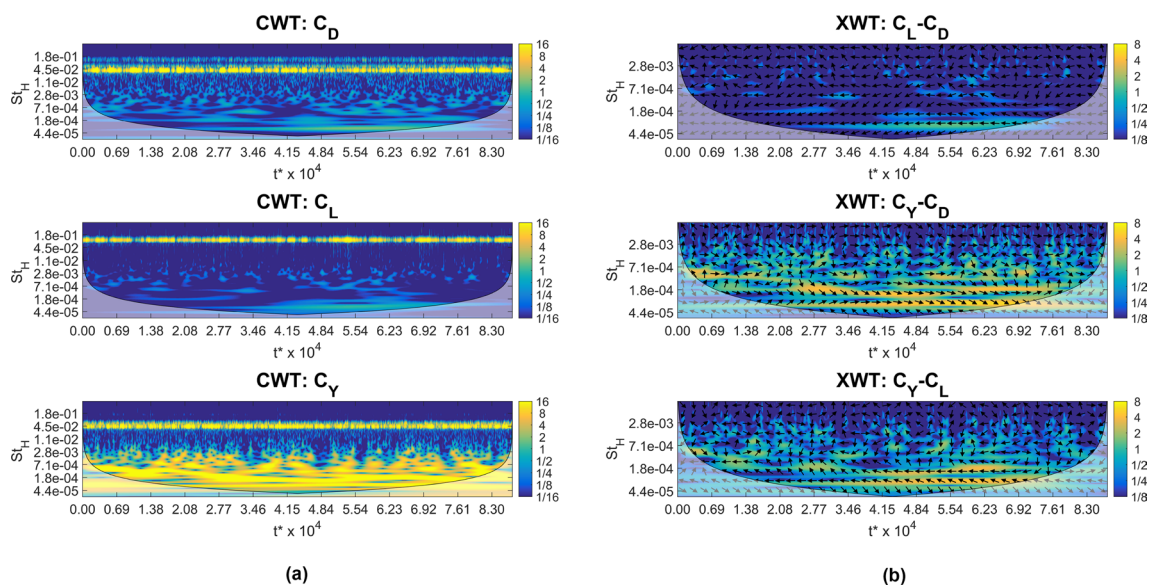 CWT: C_D
St_H
1.8e-01
4.5e-02
1.1e-02
2.8e-03
7.1e-04
1.8e-04
4.4e-05
16
8
4
2
1
1/2
1/4
1/8
1/16
0.00 0.69 1.38 2.08 2.77 3.46 4.15 4.84 5.54 6.23 6.92 7.61 8.30
t* x 10^4
CWT: C_L
St_H
1.8e-01
4.5e-02
1.1e-02
2.8e-03
7.1e-04
1.8e-04
4.4e-05
16
8
4
2
1
1/2
1/4
1/8
1/16
0.00 0.69 1.38 2.08 2.77 3.46 4.15 4.84 5.54 6.23 6.92 7.61 8.30
t* x 10^4
CWT: C_Y
St_H
1.8e-01
4.5e-02
1.1e-02
2.8e-03
7.1e-04
1.8e-04
4.4e-05
16
8
4
2
1
1/2
1/4
1/8
1/16
0.00 0.69 1.38 2.08 2.77 3.46 4.15 4.84 5.54 6.23 6.92 7.61 8.30
t* x 10^4
(a)
XWT: C_L-C_D
St_H
2.8e-03
7.1e-04
1.8e-04
4.4e-05
8
4
2
1
1/2
1/4
1/8
0.00 0.69 1.38 2.08 2.77 3.46 4.15 4.84 5.54 6.23 6.92 7.61 8.30
t* x 10^4
XWT: C_Y-C_D
St_H
2.8e-03
7.1e-04
1.8e-04
4.4e-05
8
4
2
1
1/2
1/4
1/8
0.00 0.69 1.38 2.08 2.77 3.46 4.15 4.84 5.54 6.23 6.92 7.61 8.30
t* x 10^4
XWT: C_Y-C_L
St_H
2.8e-03
7.1e-04
1.8e-04
4.4e-05
8
4
2
1
1/2
1/4
1/8
0.00 0.69 1.38 2.08 2.77 3.46 4.15 4.84 5.54 6.23 6.92 7.61 8.30
t* x 10^4
(b)